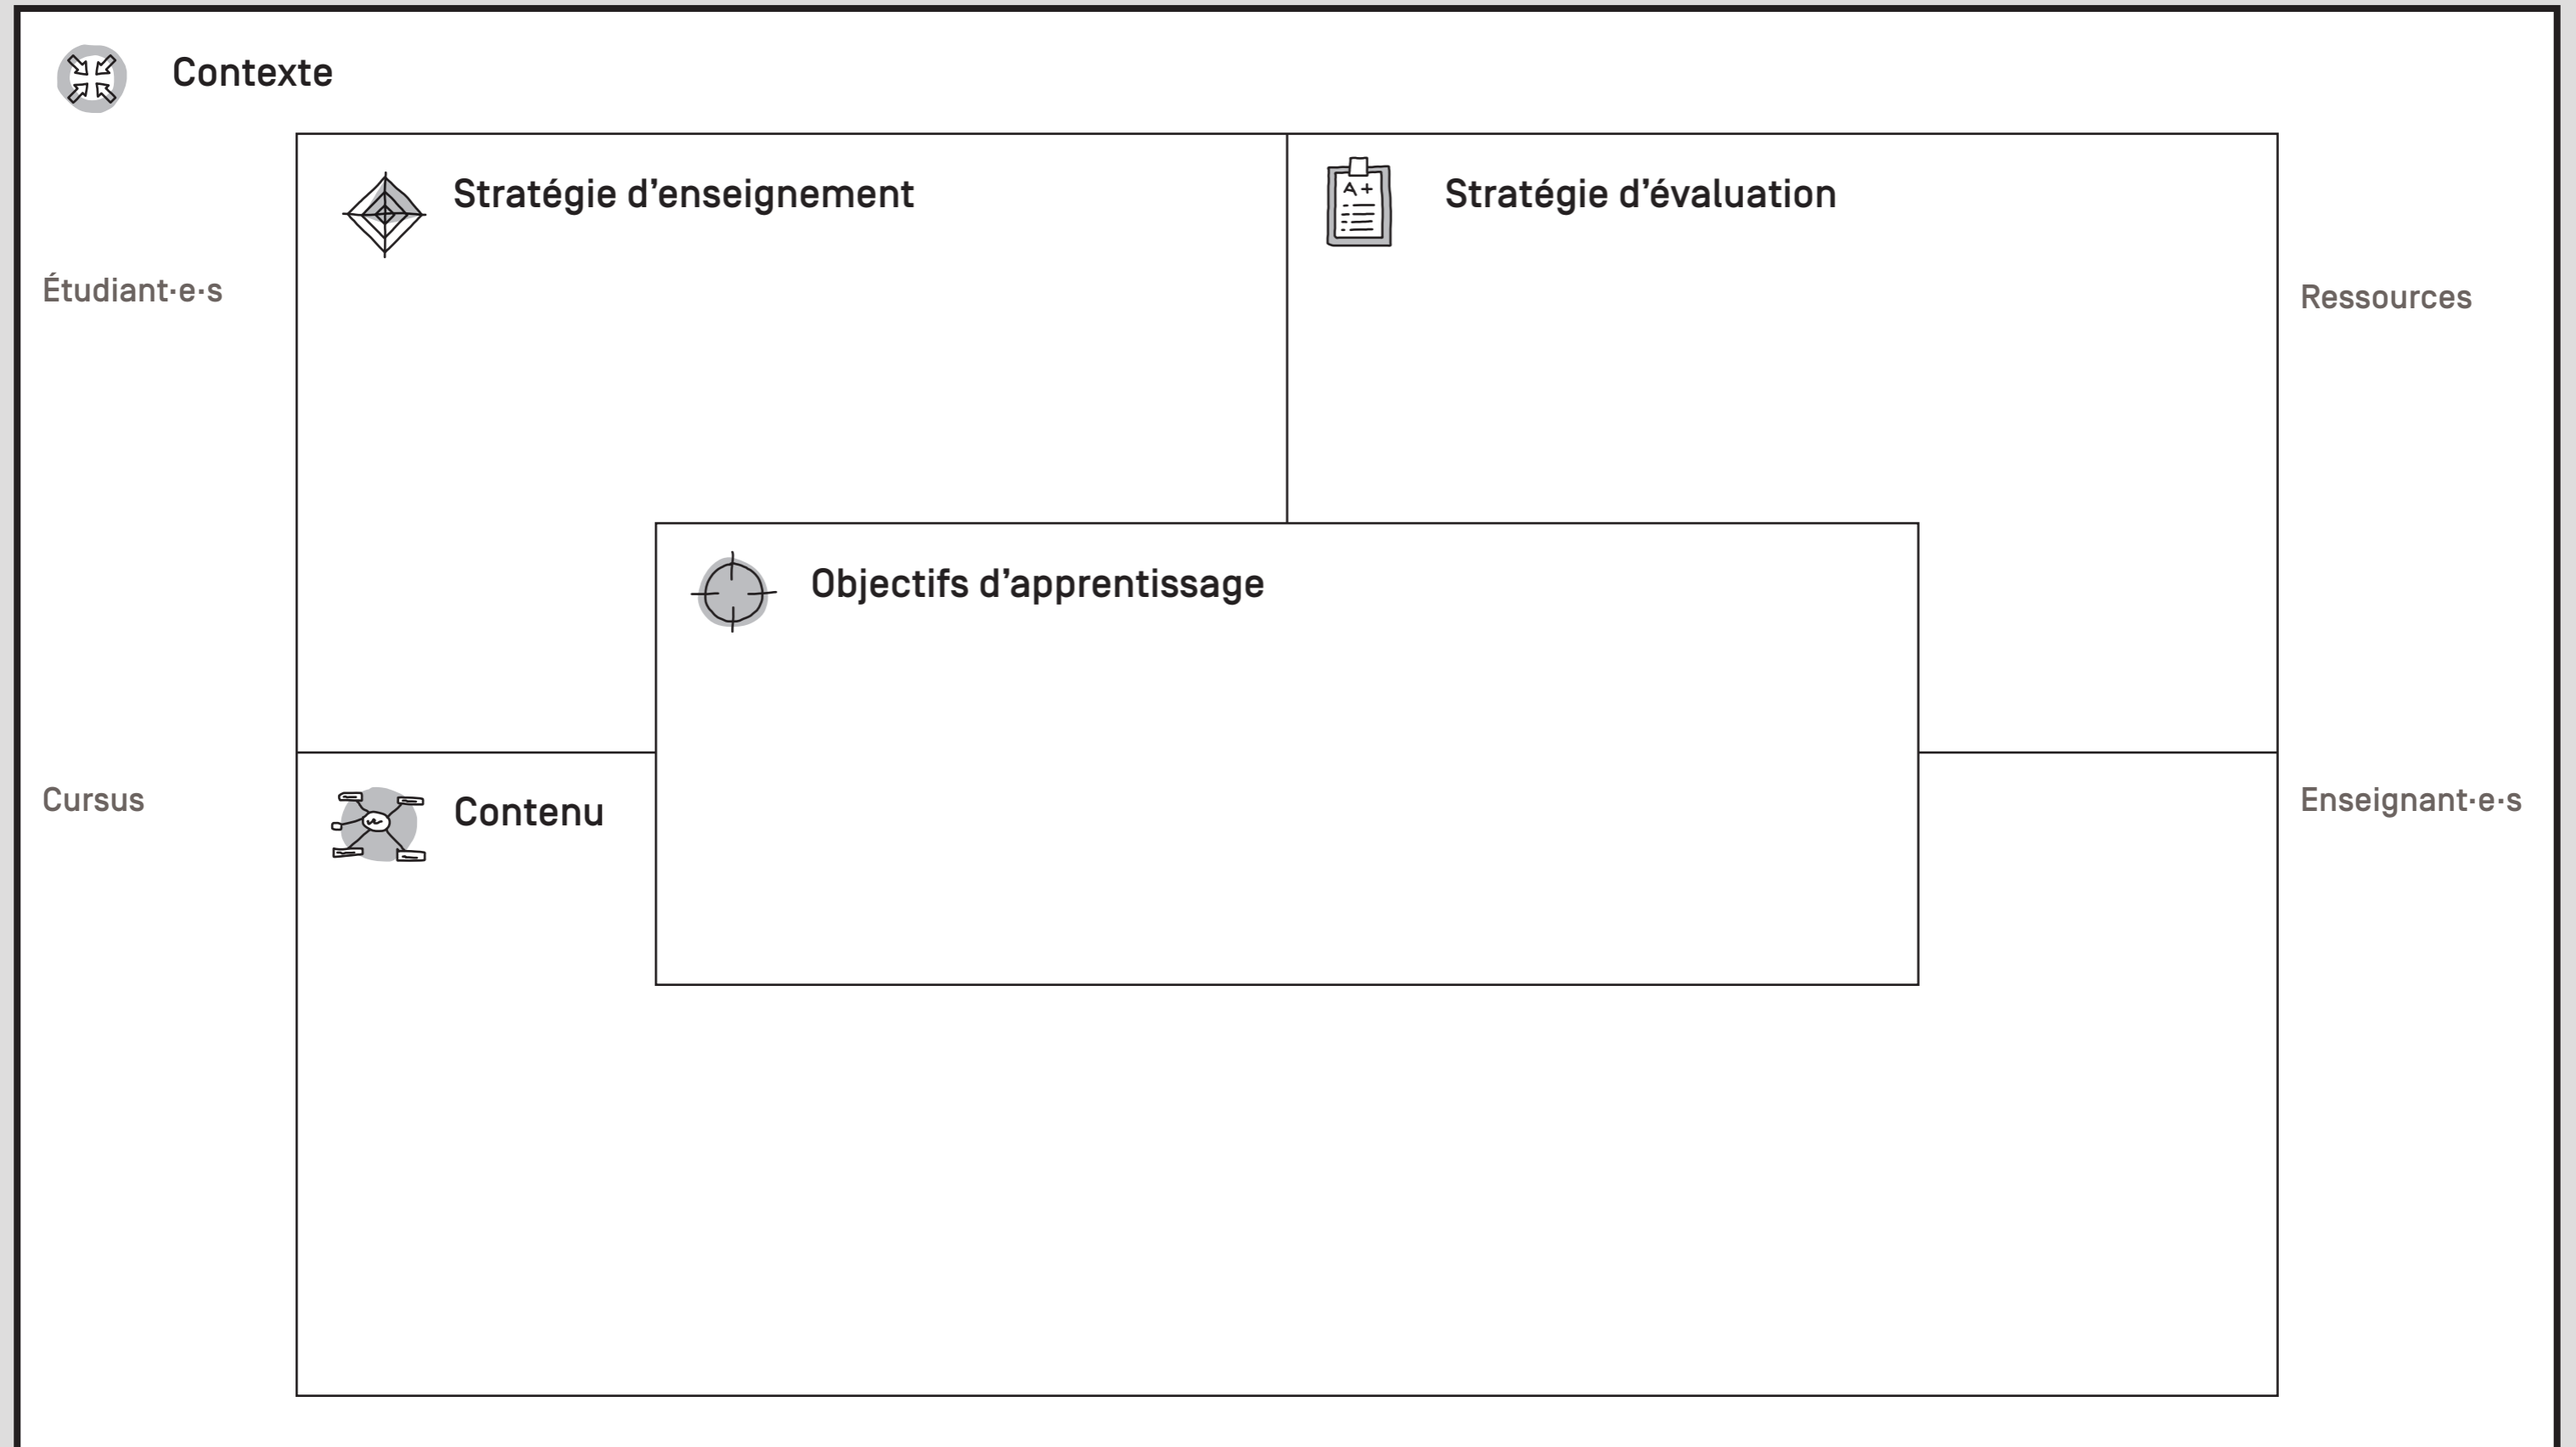 Contexte
Stratégie d’enseignement
A+
Stratégie d’évaluation
Étudiant·e·s
Ressources
Objectifs d’apprentissage
Cursus
Contenu
Enseignant·e·s